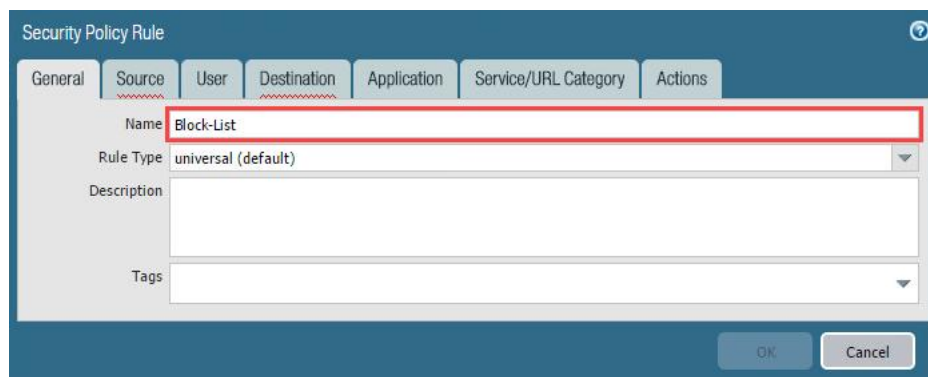 Security Policy Rule
General Source User Destination Application Service/URL Category Actions
Name Block-List
Rule Type universal (default)
Description
Tags
OK Cancel